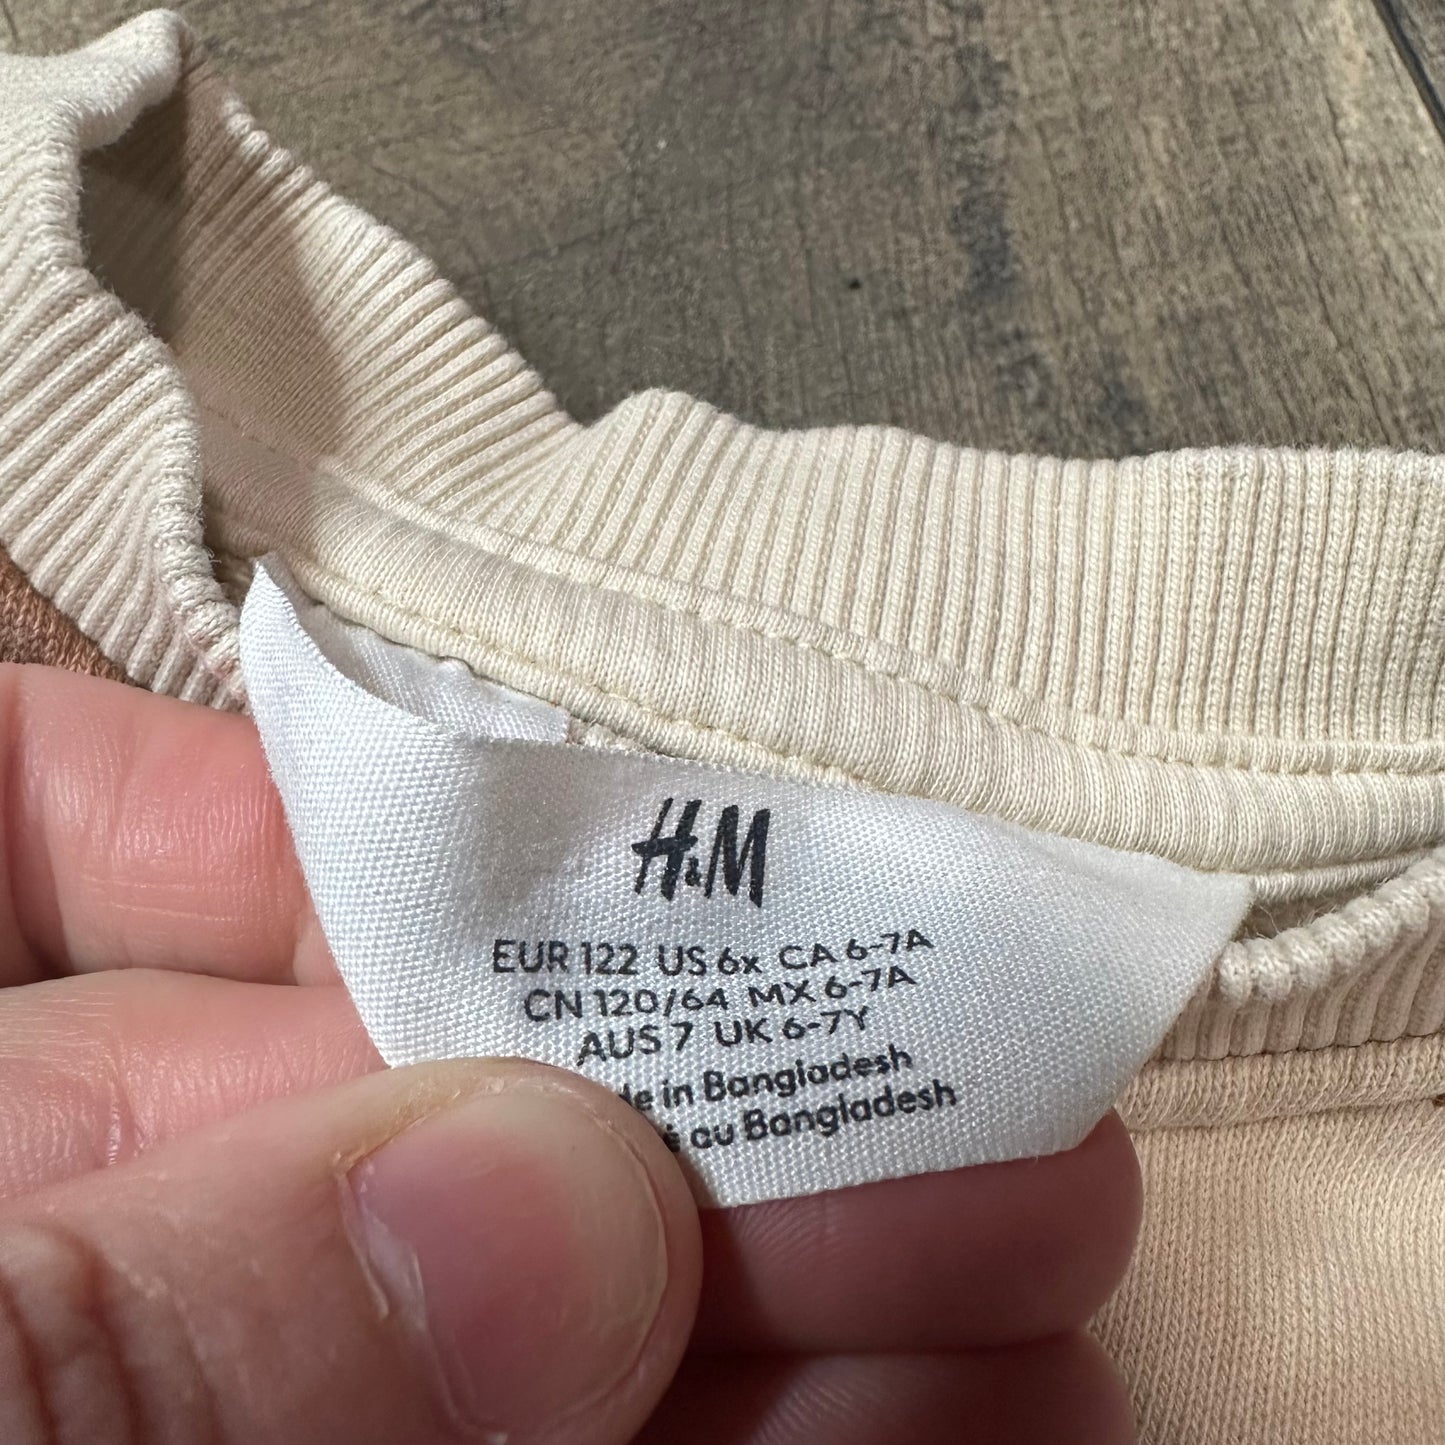 H&M
EUR 122 US 6x CA 6-7A
CN 120/64 MX 6-7A
AUS 7 UK 6-7Y
in Bangladesh
au Bangladesh